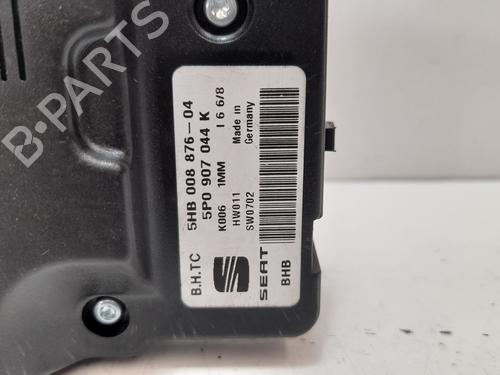 B.H.TC
5HB 008 876-04
5P0 907 044 K
K006 1MM I 6 6/8
HW011 Made in
SW0702 Germany
SEAT
BHB
B-PARTS